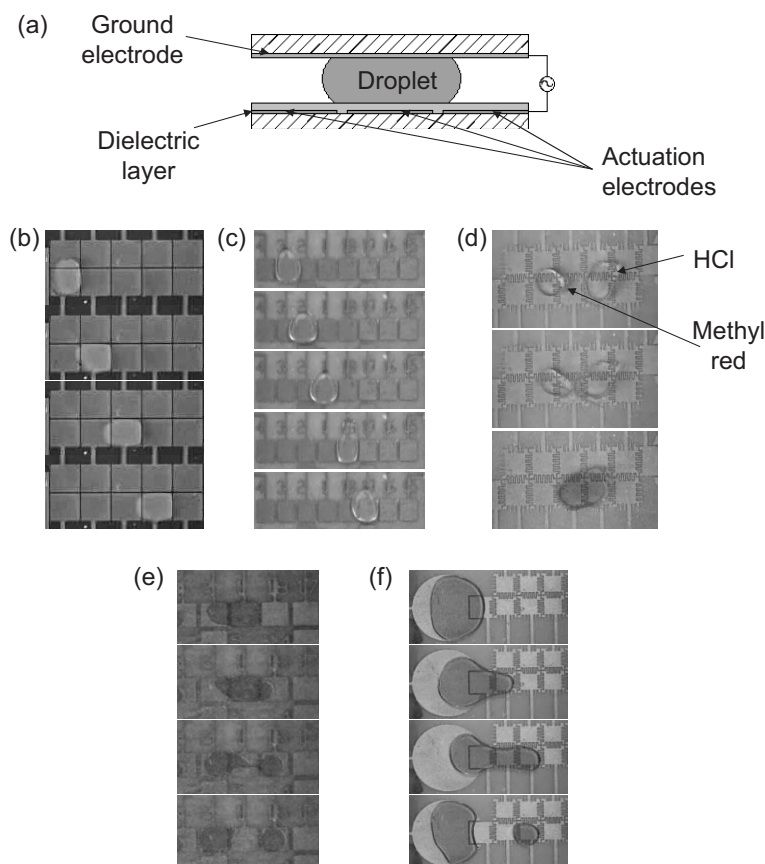 (a)
Ground
electrode
Droplet
Dielectric
layer
Actuation
electrodes
(b)
(c)
(d)
HCl
Methyl
red
(e)
(f)